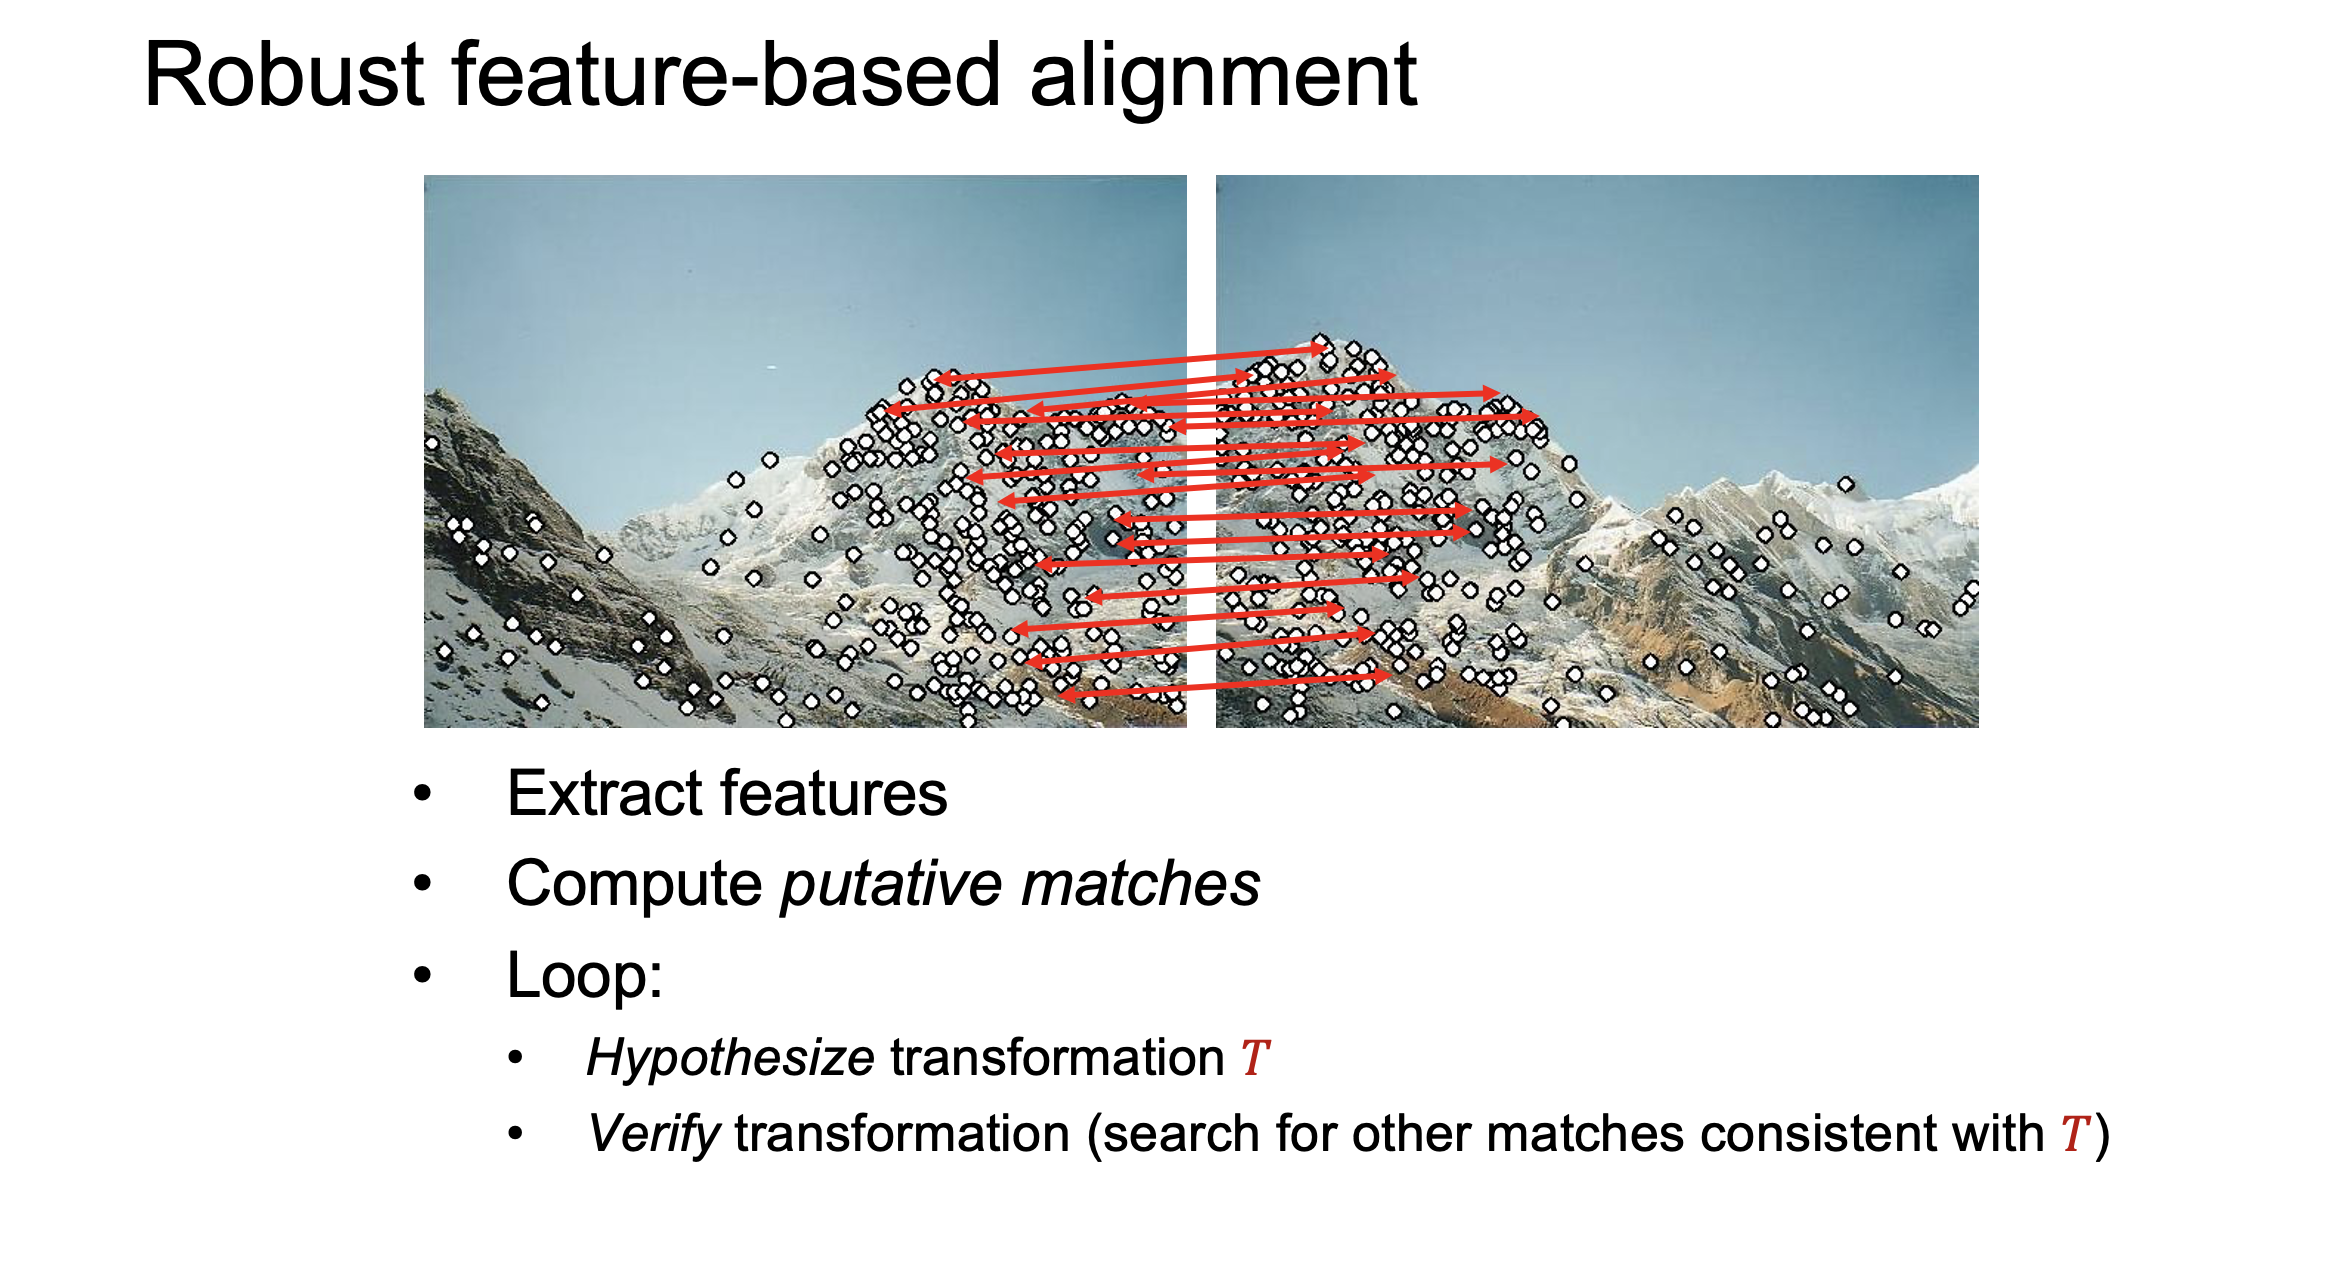 Robust feature-based alignment
• Extract features
• Compute putative matches
• Loop:
• Hypothesize transformation T
• Verify transformation (search for other matches consistent with T)